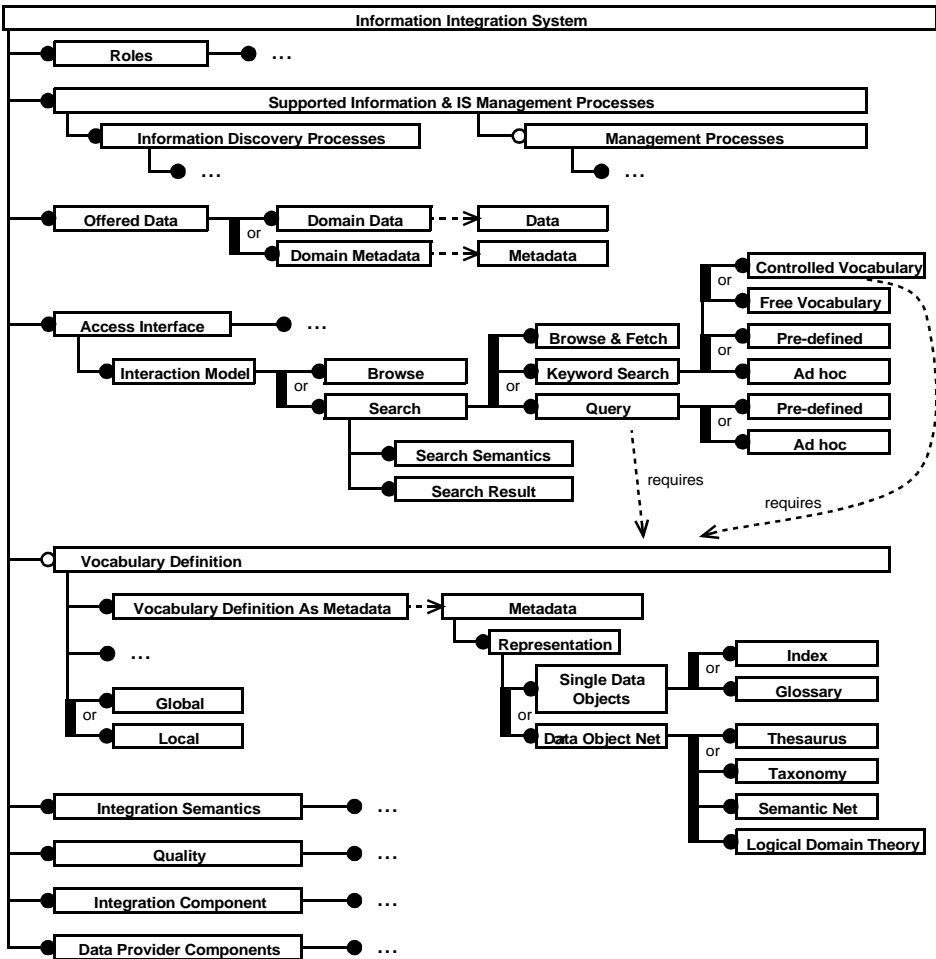 Information Integration System
Roles
...
Supported Information & IS Management Processes
Information Discovery Processes
Management Processes
...
...
Offered Data
or
Domain Data
Data
Domain Metadata
Metadata
Controlled Vocabulary
or
Free Vocabulary
Access Interface
...
Browse & Fetch
or
Pre-defined
Interaction Model
or
Browse
or
Keyword Search
Ad hoc
Search
Query
or
Pre-defined
Ad hoc
Search Semantics
Search Result
requires
requires
Vocabulary Definition
Vocabulary Definition As Metadata
Metadata
Representation
...
Single Data
Objects
or
Index
Glossary
or
Global
Local
or
Data Object Net
or
Thesaurus
Taxonomy
Semantic Net
Logical Domain Theory
Integration Semantics
...
Quality
...
Integration Component
...
Data Provider Components
...